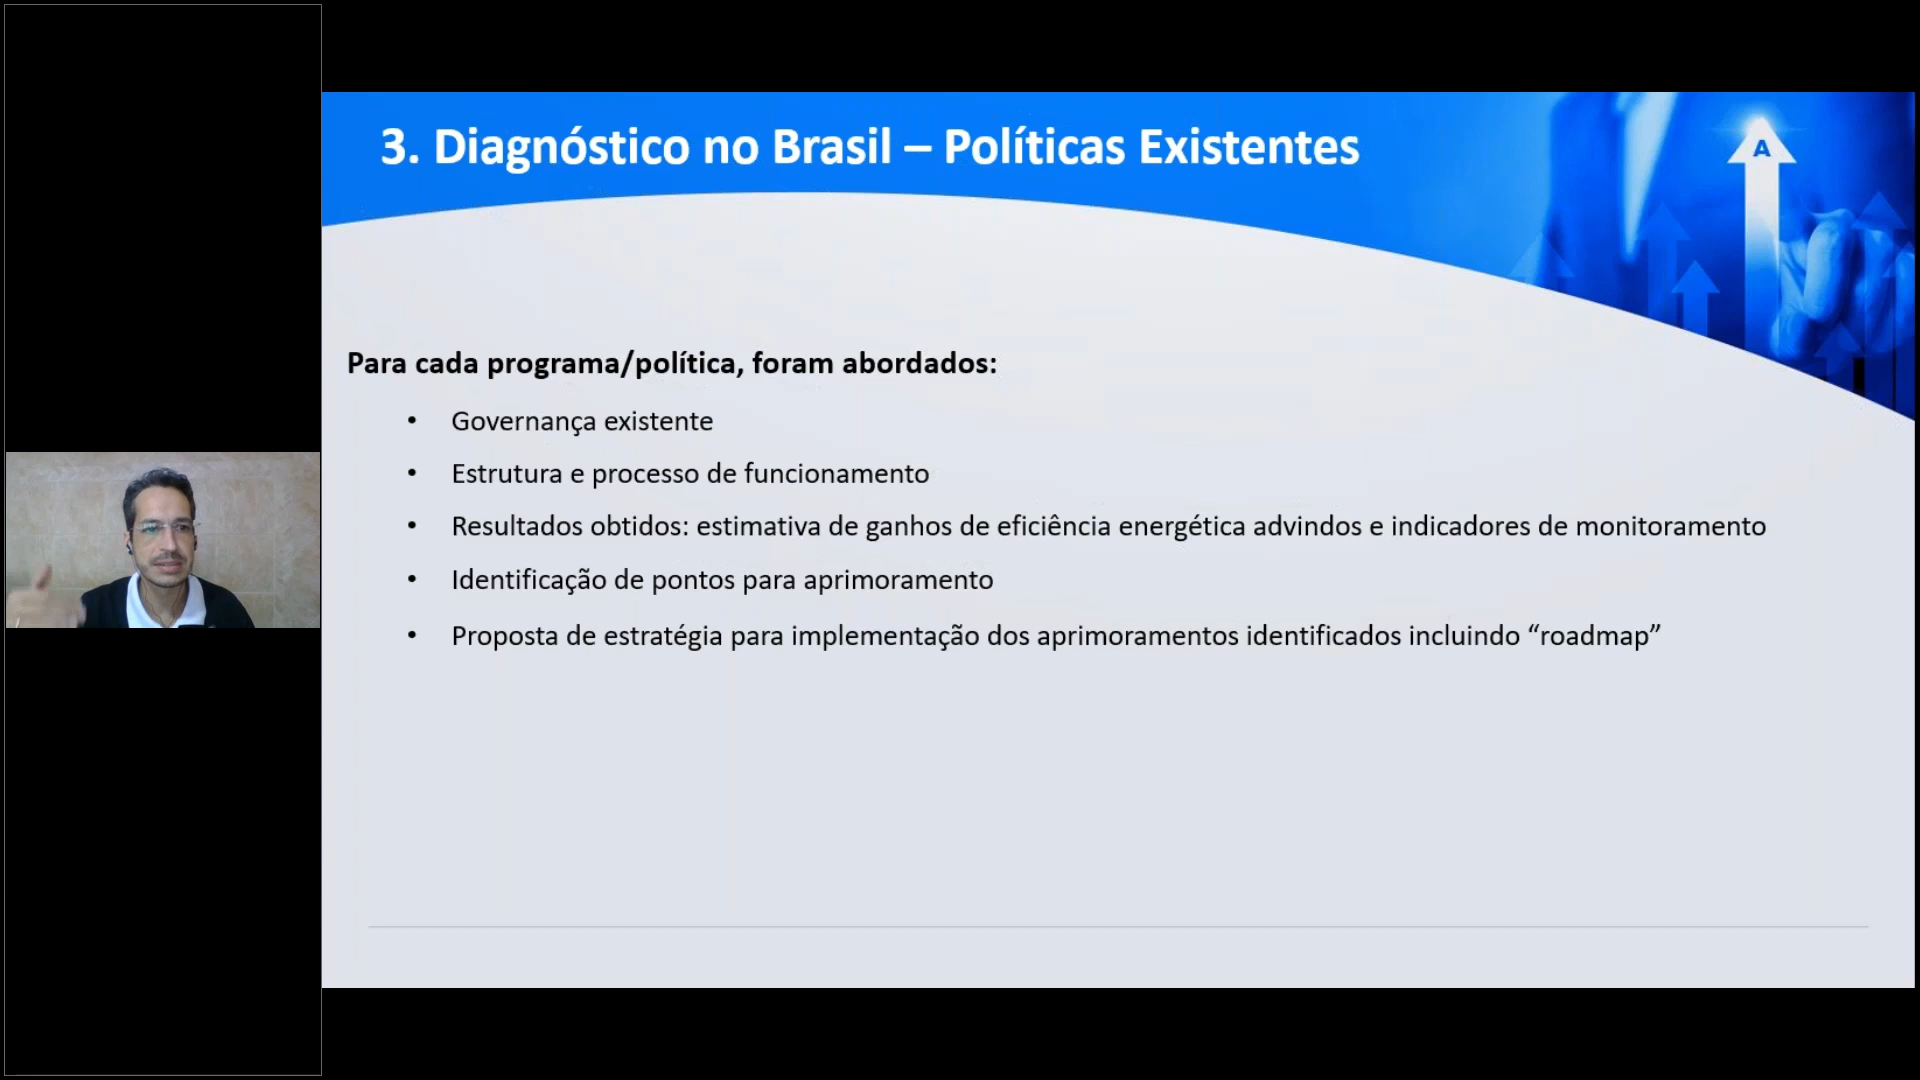 3. Diagnóstico no Brasil – Políticas Existentes
A
Para cada programa/política, foram abordados:
• Governança existente
• Estrutura e processo de funcionamento
• Resultados obtidos: estimativa de ganhos de eficiência energética advindos e indicadores de monitoramento
• Identificação de pontos para aprimoramento
• Proposta de estratégia para implementação dos aprimoramentos identificados incluindo “roadmap”